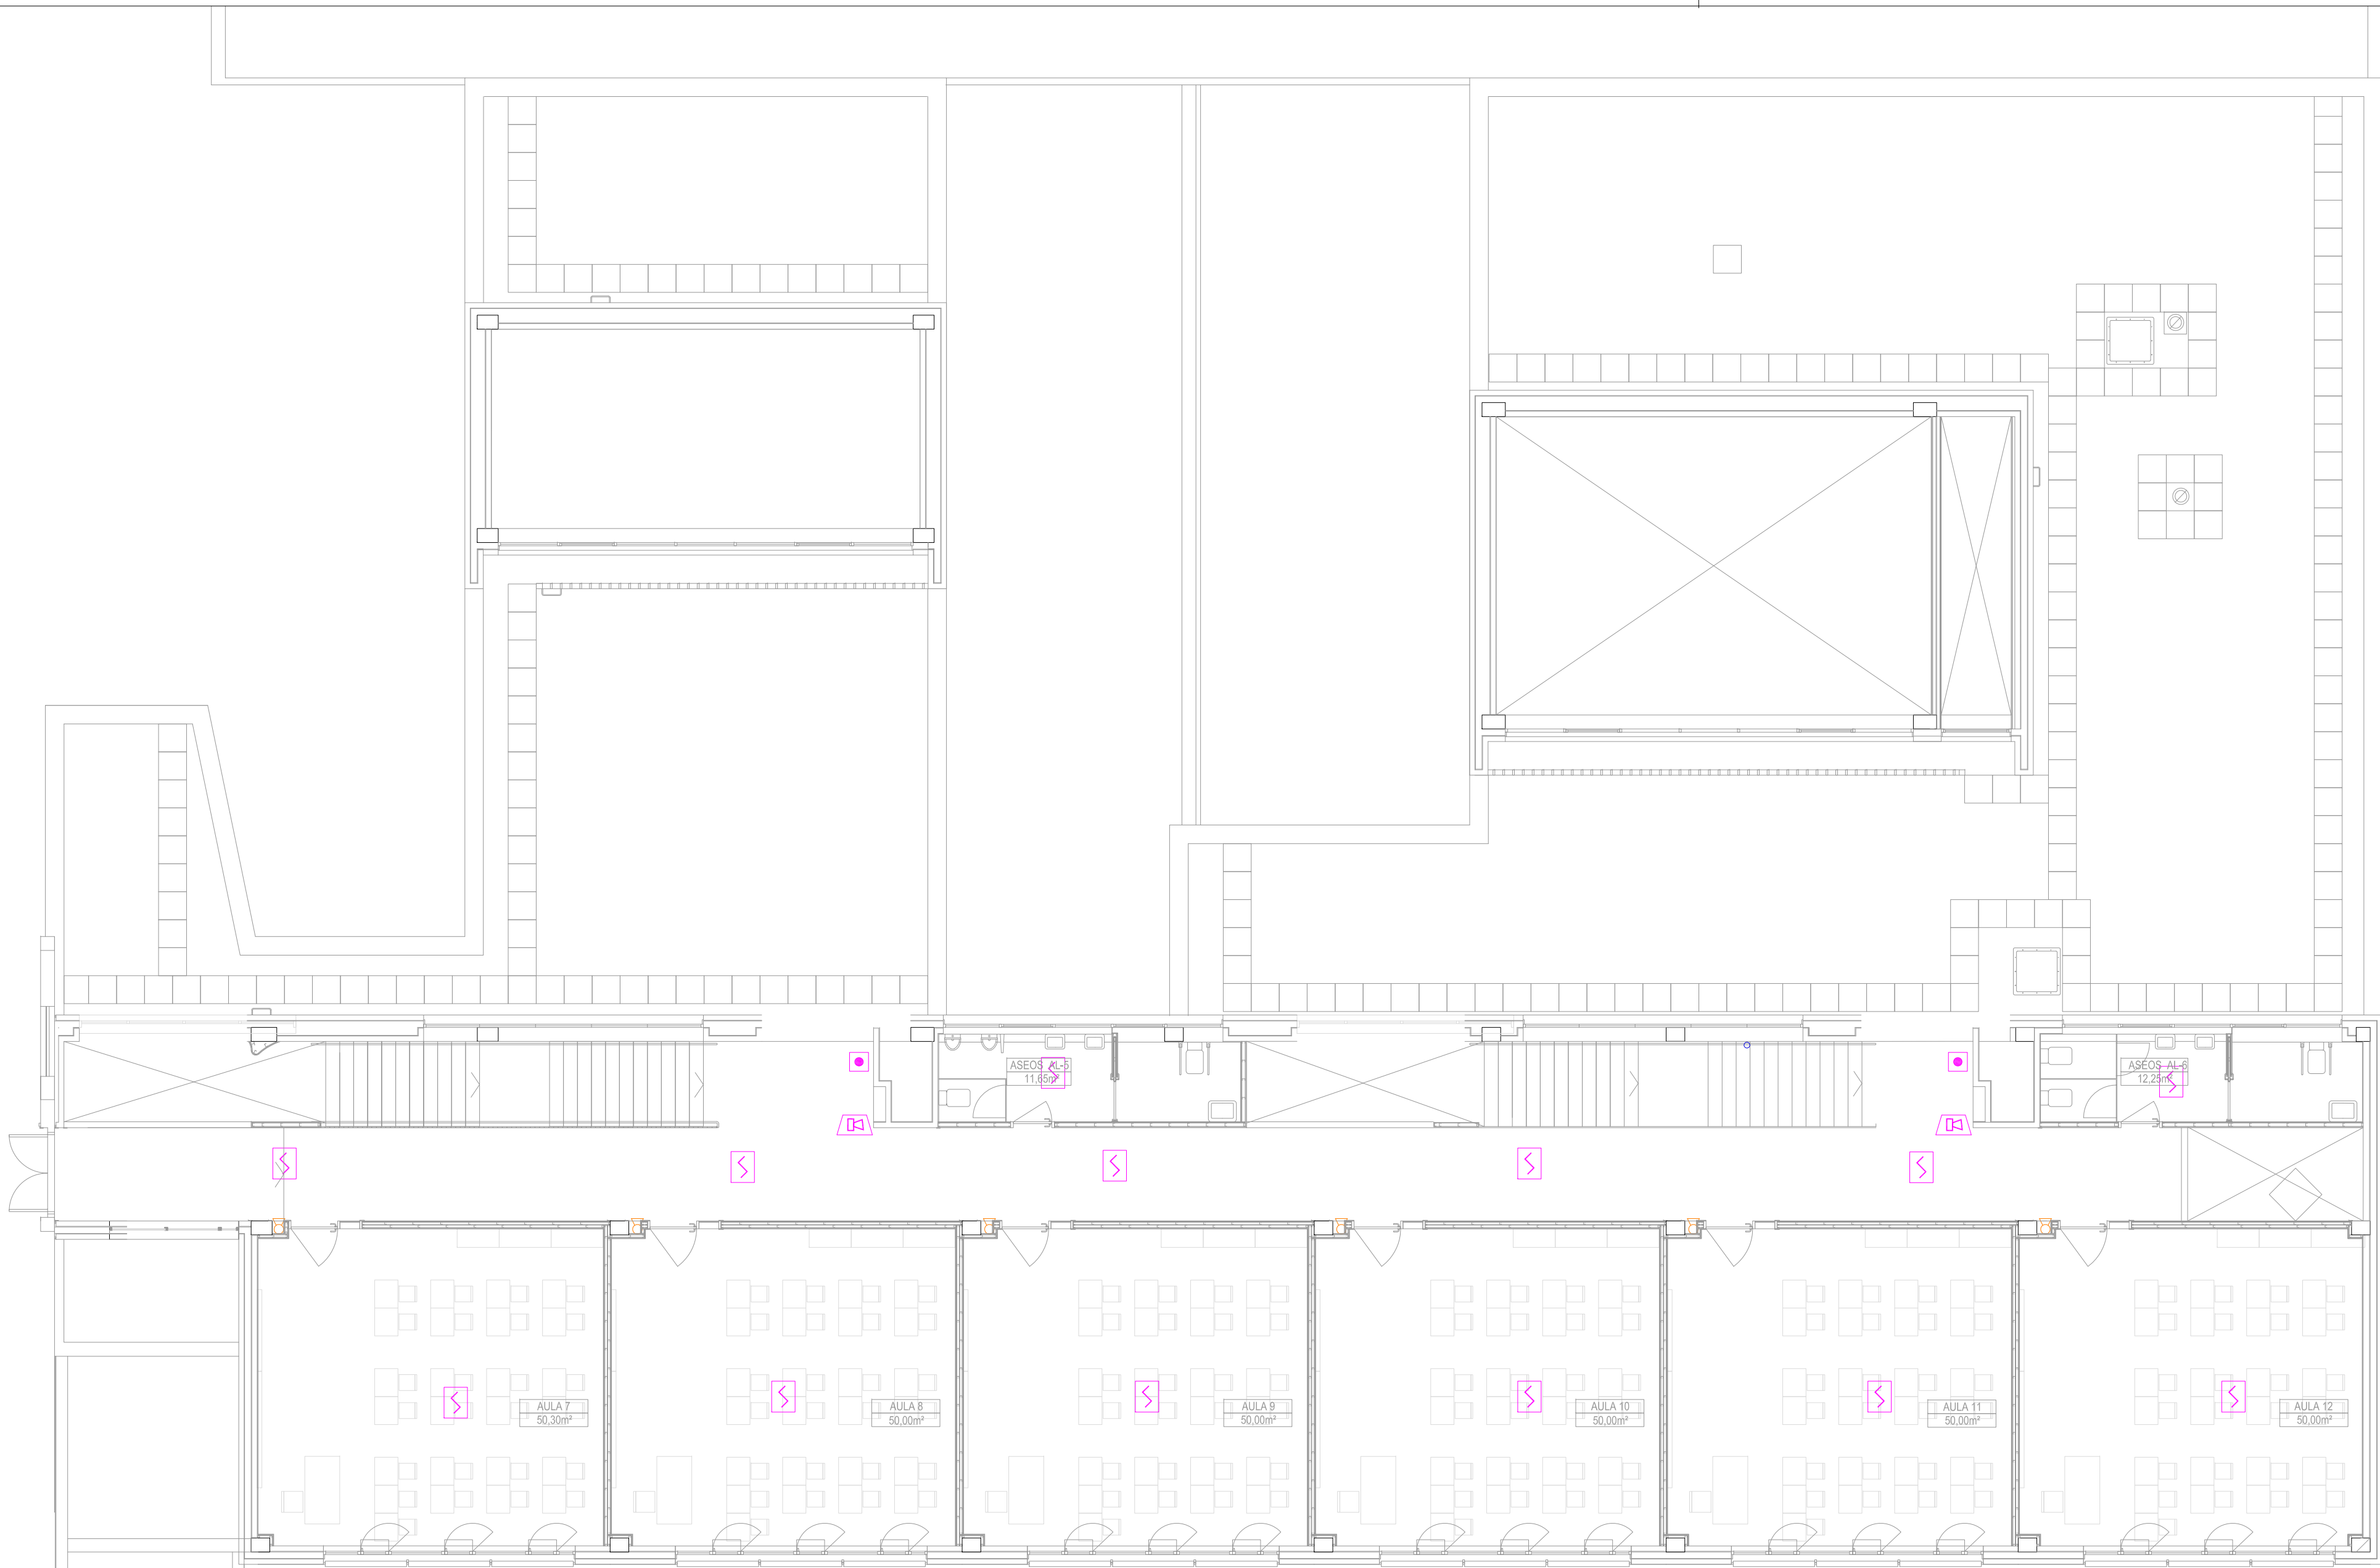 ASEOS AL-5
11,65m²
ASEOS AL-6
12,25m²
AULA 7
50,30m²
AULA 8
50,00m²
AULA 9
50,00m²
AULA 10
50,00m²
AULA 11
50,00m²
AULA 12
50,00m²